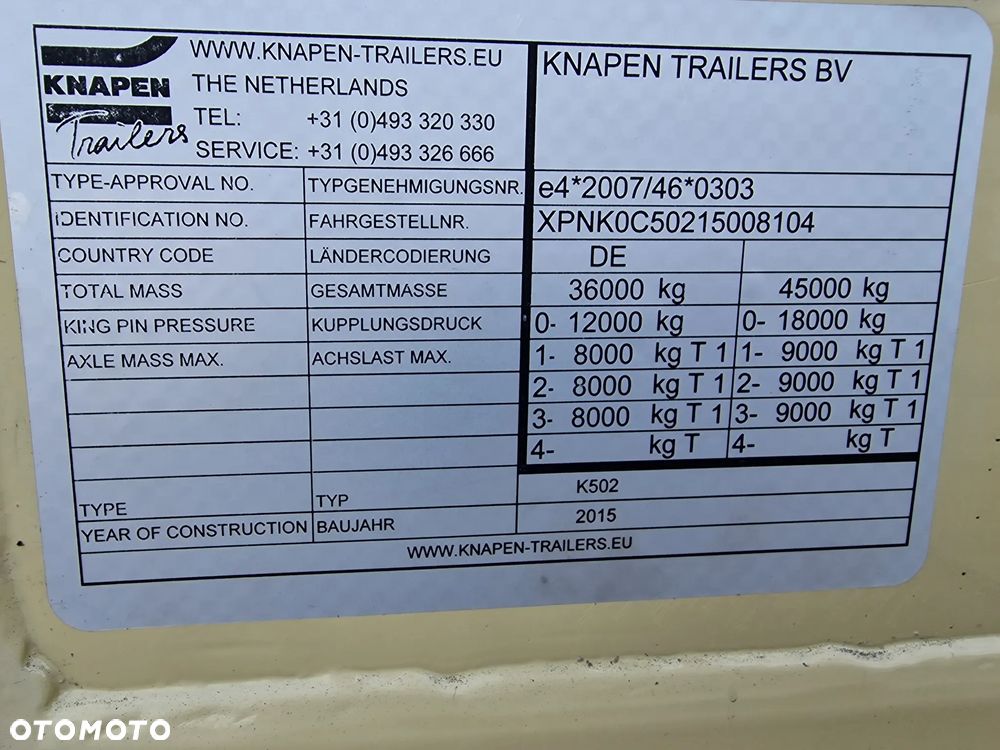 KNAPEN
Trailers
WWW.KNAPEN-TRAILERS.EU
THE NETHERLANDS
TEL: +31 (0)493 320 330
SERVICE: +31 (0)493 326 666
KNAPEN TRAILERS BV
TYPE-APPROVAL NO. TYPGENEHMIGUNGSNR. e4*2007/46*0303
IDENTIFICATION NO. FAHRGESTELLNR. XPNK0C50215008104
COUNTRY CODE LÄNDERCODIERUNG DE
TOTAL MASS GESAMTMASSE 36000 kg 45000 kg
KING PIN PRESSURE KUPPLUNGSDRUCK 0- 12000 kg 0- 18000 kg
AXLE MASS MAX. ACHSLAST MAX. 1- 8000 kg T 1 1- 9000 kg T 1
2- 8000 kg T 1 2- 9000 kg T 1
3- 8000 kg T 1 3- 9000 kg T 1
4- kg T 4- kg T
TYPE TYP K502
YEAR OF CONSTRUCTION BAUJAHR 2015
WWW.KNAPEN-TRAILERS.EU
OTOMOTO